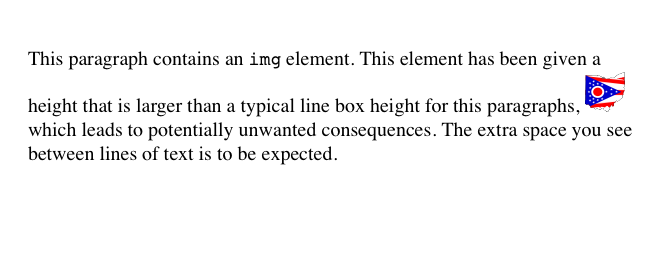 This paragraph contains an img element. This element has been given a
height that is larger than a typical line box height for this paragraphs,
which leads to potentially unwanted consequences. The extra space you see
between lines of text is to be expected.